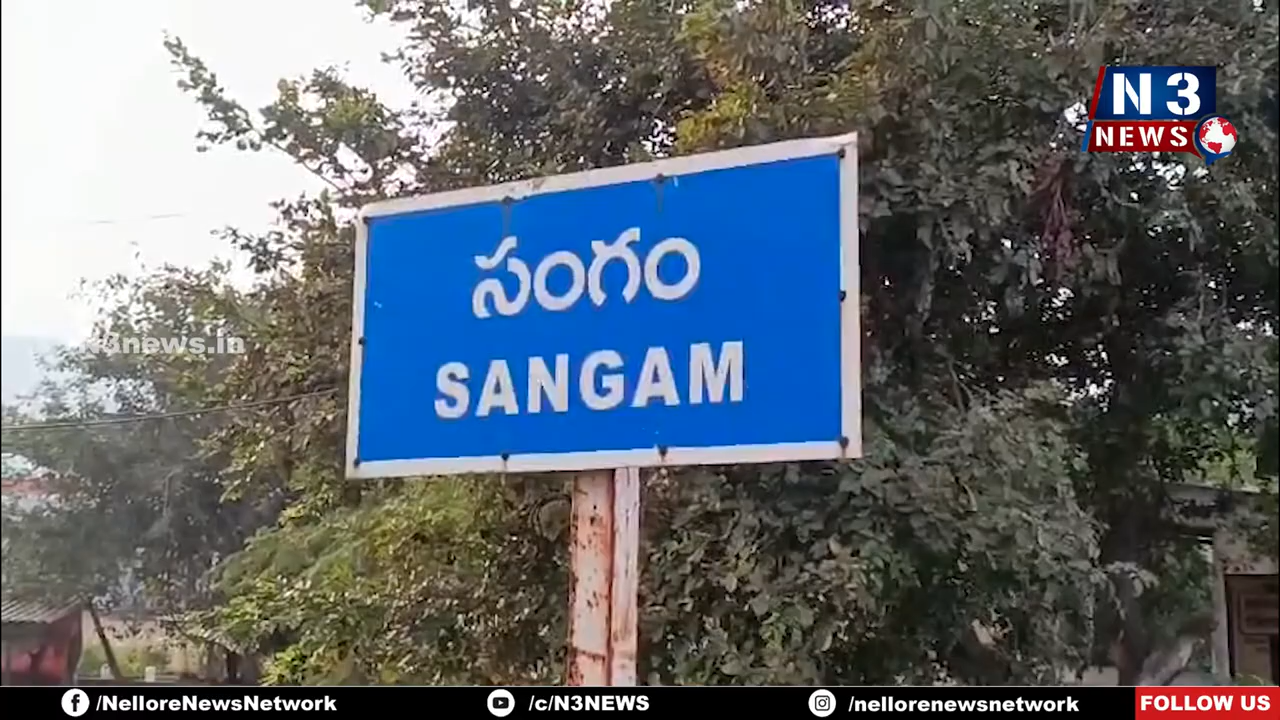 N3
NEWS
సంగం
SANGAM
N3news.in
/NelloreNewsNetwork
/c/N3NEWS
/nellorenewsnetwork
FOLLOW US